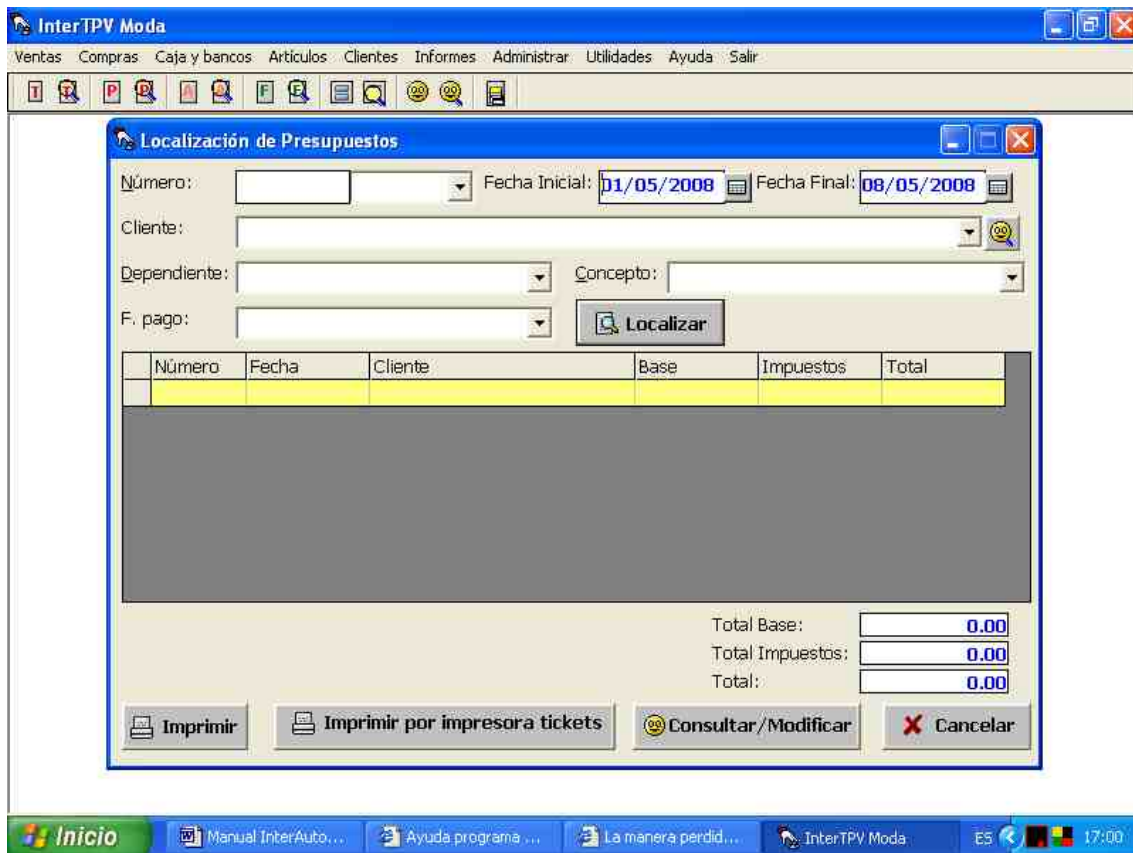 InterTPV Moda
Ventas Compras Caja y bancos Artículos Clientes Informes Administrar Utilidades Ayuda Salir
T T P P A A F F
Localización de Presupuestos
Número: Fecha Inicial: 01/05/2008 Fecha Final: 08/05/2008
Cliente:
Dependiente: Concepto:
F. pago: Localizar
Número Fecha Cliente Base Impuestos Total
Total Base: 0.00
Total Impuestos: 0.00
Total: 0.00
Imprimir Imprimir por impresora tickets Consultar/Modificar Cancelar
Inicio Manual InterAuto... Ayuda programa ... La manera perdid... InterTPV Moda ES 17:00